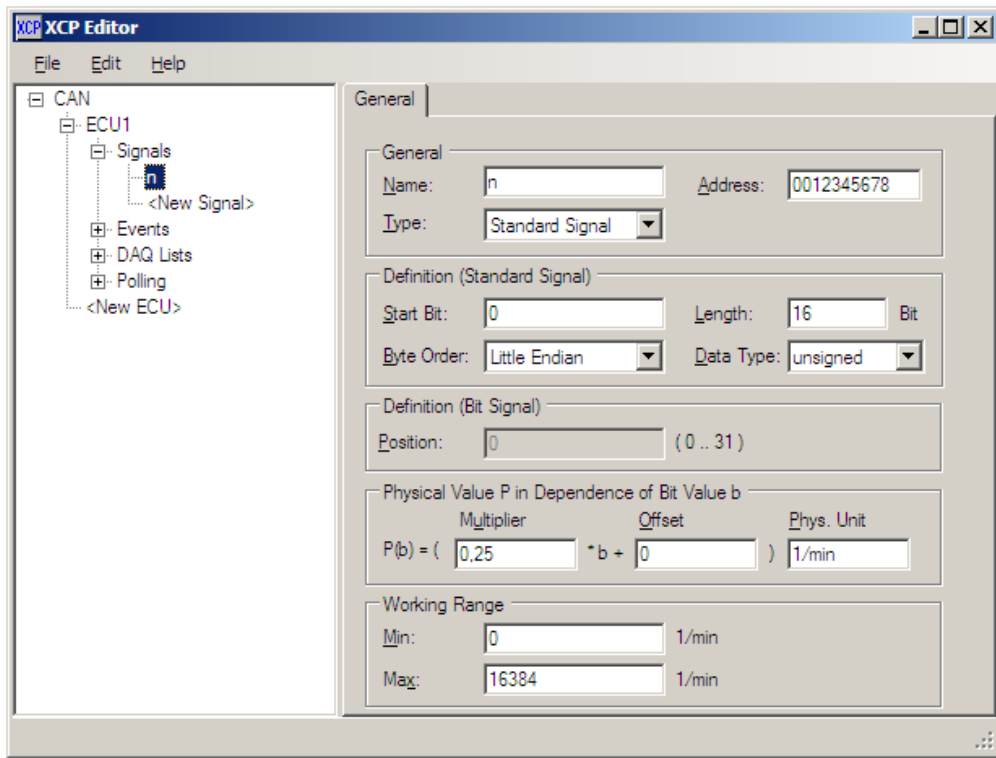 XCP XCP Editor
File Edit Help
CAN
ECU1
Signals
n
<New Signal>
Events
DAQ Lists
Polling
<New ECU>
General
General
Name: n Address: 0012345678
Type: Standard Signal
Definition (Standard Signal)
Start Bit: 0 Length: 16 Bit
Byte Order: Little Endian Data Type: unsigned
Definition (Bit Signal)
Position: 0 ( 0 .. 31 )
Physical Value P in Dependence of Bit Value b
Multiplier Offset Phys. Unit
P(b) = ( 0,25 * b + 0 ) 1/min
Working Range
Min: 0 1/min
Max: 16384 1/min